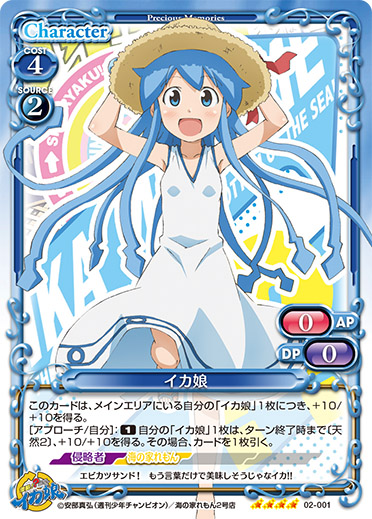 Precious Memories
Character
COST
4
SOURCE
2
0 AP
DP 0
イカ娘
このカードは、メインエリアにいる自分の「イカ娘」1枚につき、+10/
+10を得る。
[アプローチ/自分]:1 自分の「イカ娘」1枚は、ターン終了時まで〔天
然2〕、+10/+10を得る。その場合、カードを1枚引く。
侵略者 海の家れもん
エビカツサンド! もう言葉だけで美味しそうじゃなイカ!!
©安部真弘(週刊少年チャンピオン)/海の家れもん2号店
★★★★ 02-001